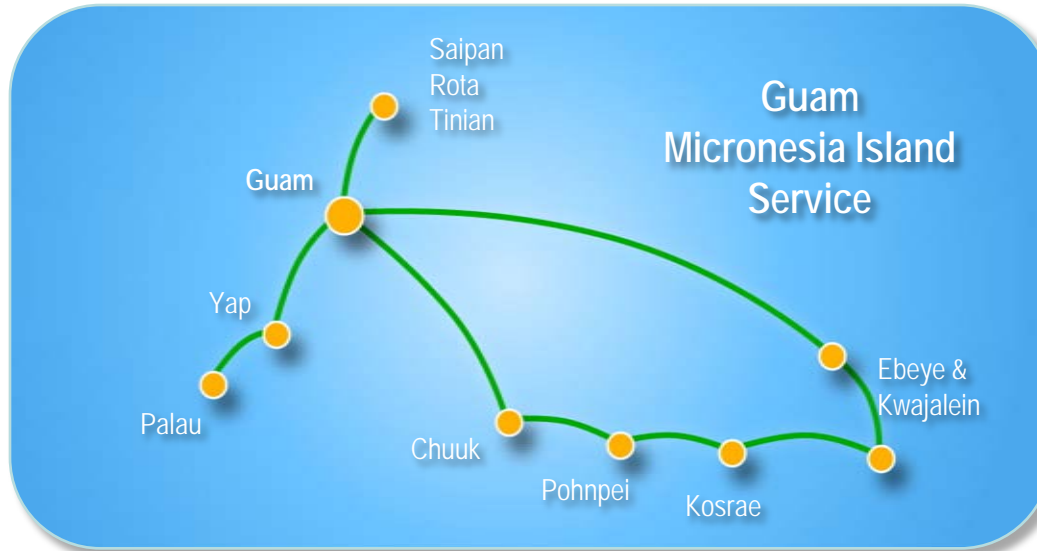 Saipan
Rota
Tinian
Guam
Micronesia Island
Service
Guam
Yap
Palau
Chuuk
Pohnpei
Kosrae
Ebeye &
Kwajalein